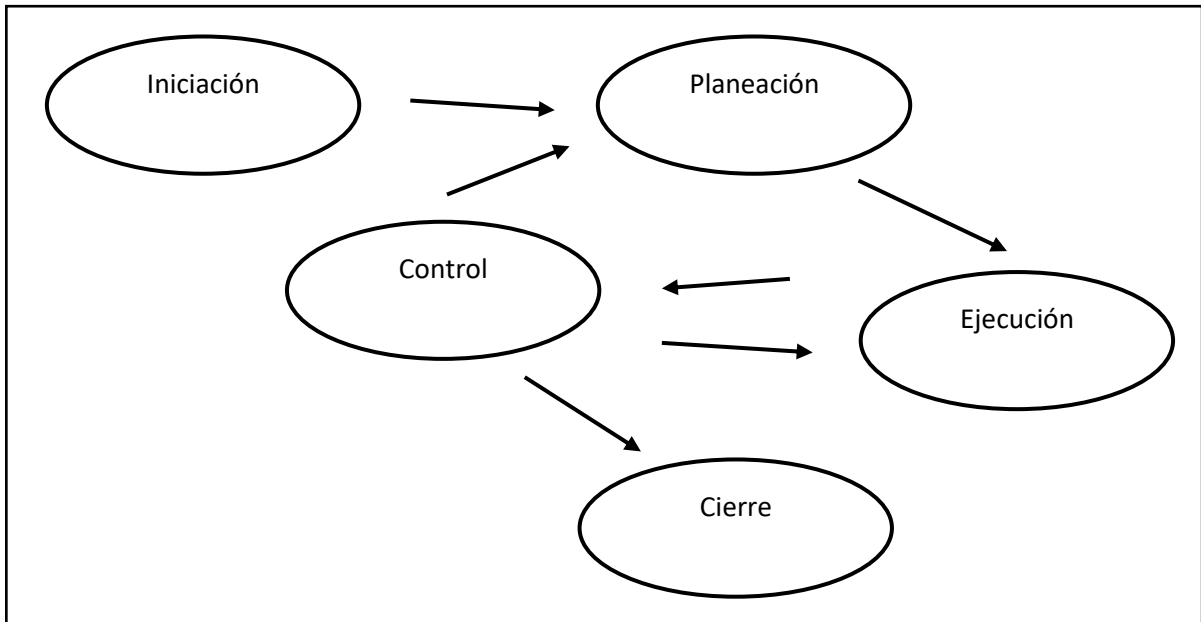 Iniciación
Planeación
Control
Ejecución
Cierre